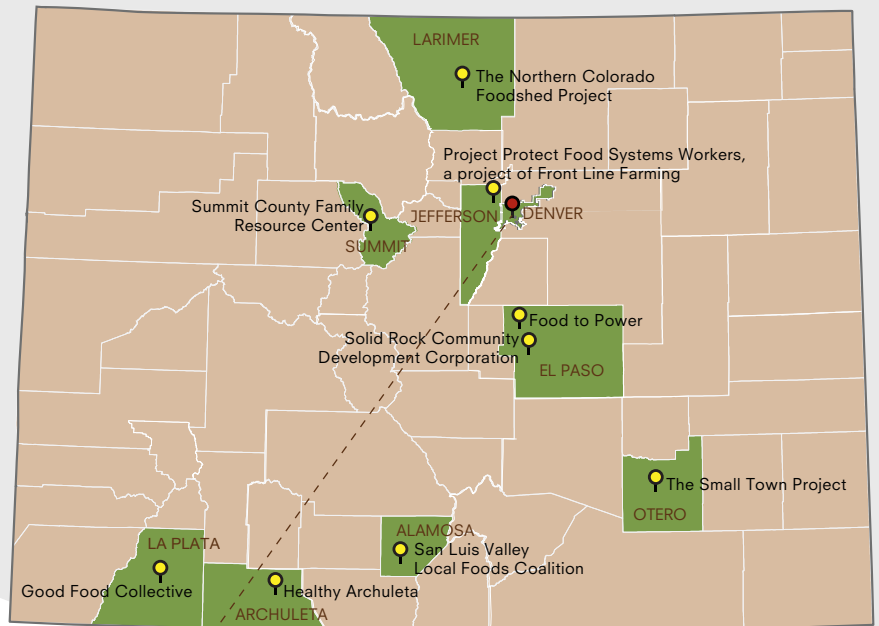 LARIMER
The Northern Colorado
Foodshed Project
Project Protect Food Systems Workers,
a project of Front Line Farming
Summit County Family
Resource Center
JEFFERSON
DENVER
SUMMIT
Food to Power
Solid Rock Community
Development Corporation
EL PASO
The Small Town Project
OTERO
ALAMOSA
San Luis Valley
Local Foods Coalition
LA PLATA
Good Food Collective
Healthy Archuleta
ARCHULETA